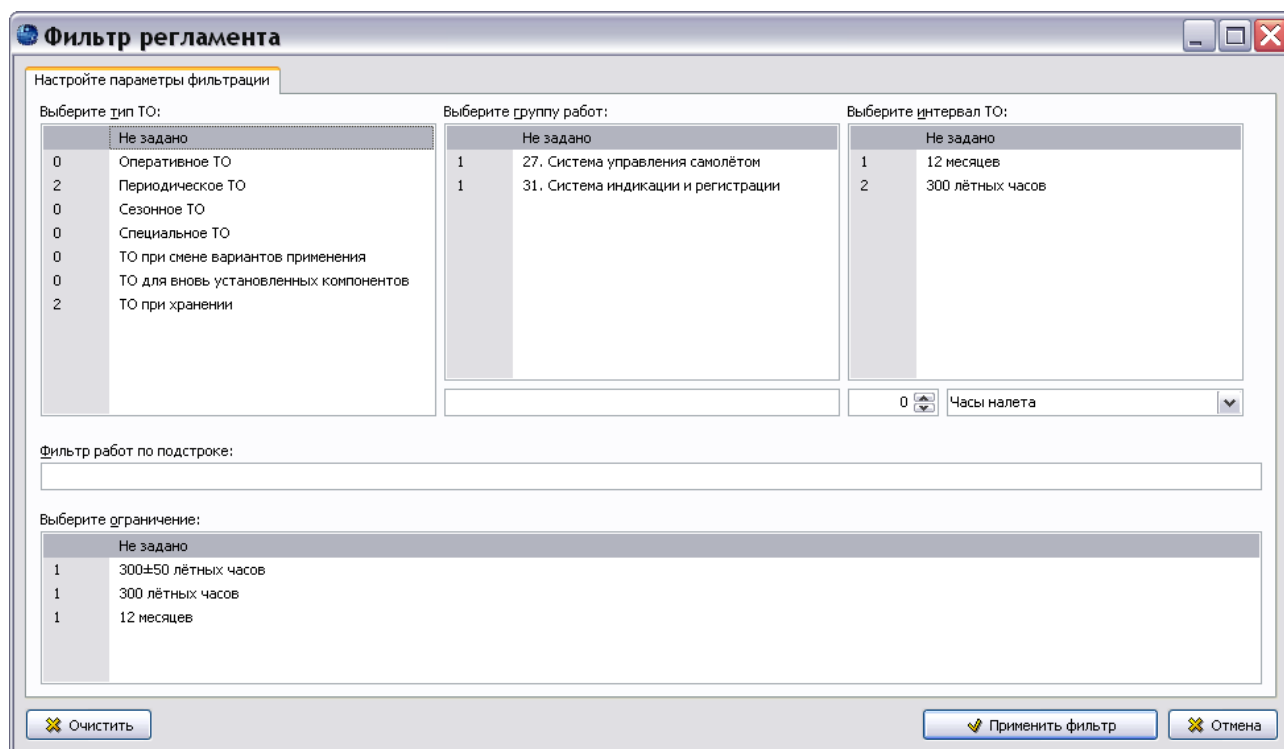 Фильтр регламента
Настройте параметры фильтрации
Выберите тип ТО:
Не задано
0 Оперативное ТО
2 Периодическое ТО
0 Сезонное ТО
0 Специальное ТО
0 ТО при смене вариантов применения
0 ТО для вновь установленных компонентов
2 ТО при хранении
Выберите группу работ:
Не задано
1 27. Система управления самолётом
1 31. Система индикации и регистрации
Выберите интервал ТО:
Не задано
1 12 месяцев
2 300 лётных часов
0 Часы налета
Фильтр работ по подстроке:
Выберите ограничение:
Не задано
1 300±50 лётных часов
1 300 лётных часов
1 12 месяцев
Очистить
Применить фильтр
Отмена